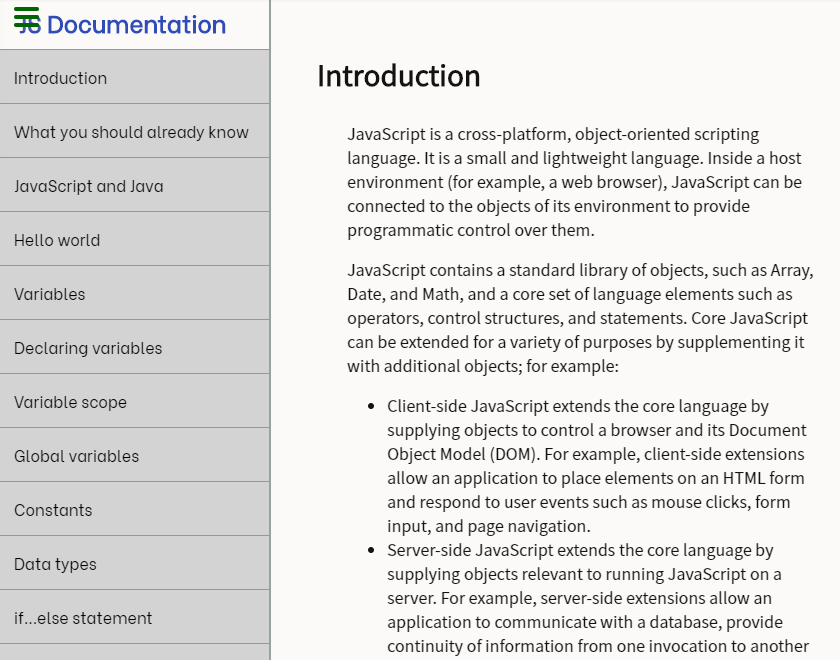 JS Documentation
Introduction
What you should already know
JavaScript and Java
Hello world
Variables
Declaring variables
Variable scope
Global variables
Constants
Data types
if...else statement
Introduction
JavaScript is a cross-platform, object-oriented scripting
language. It is a small and lightweight language. Inside a host
environment (for example, a web browser), JavaScript can be
connected to the objects of its environment to provide
programmatic control over them.
JavaScript contains a standard library of objects, such as Array,
Date, and Math, and a core set of language elements such as
operators, control structures, and statements. Core JavaScript
can be extended for a variety of purposes by supplementing it
with additional objects; for example:
• Client-side JavaScript extends the core language by
supplying objects to control a browser and its Document
Object Model (DOM). For example, client-side extensions
allow an application to place elements on an HTML form
and respond to user events such as mouse clicks, form
input, and page navigation.
• Server-side JavaScript extends the core language by
supplying objects relevant to running JavaScript on a
server. For example, server-side extensions allow an
application to communicate with a database, provide
continuity of information from one invocation to another